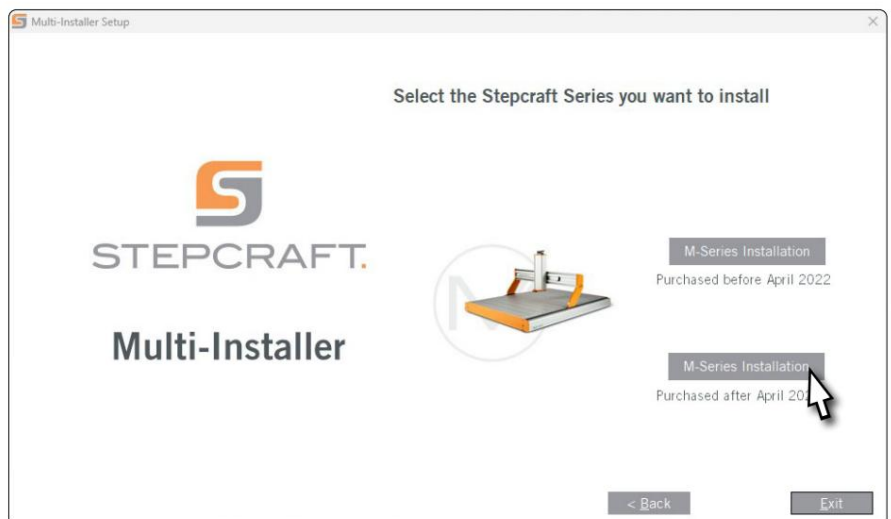 Multi-Installer Setup
Select the Stepcraft Series you want to install
STEPCRAFT.
Multi-Installer
M-Series Installation
Purchased before April 2022
M-Series Installation
Purchased after April
< Back
Exit